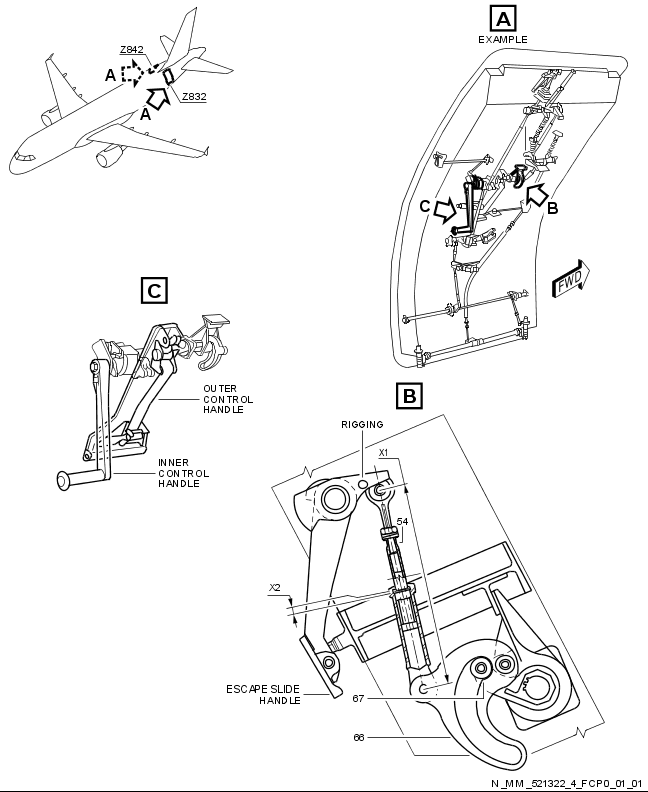 A
EXAMPLE
Z842
A
Z832
A
C
B
FWD
C
OUTER
CONTROL
HANDLE
INNER
CONTROL
HANDLE
B
RIGGING
X1
54
X2
ESCAPE SLIDE
HANDLE
67
66
N_MM_521322_4_FCP0_01_01